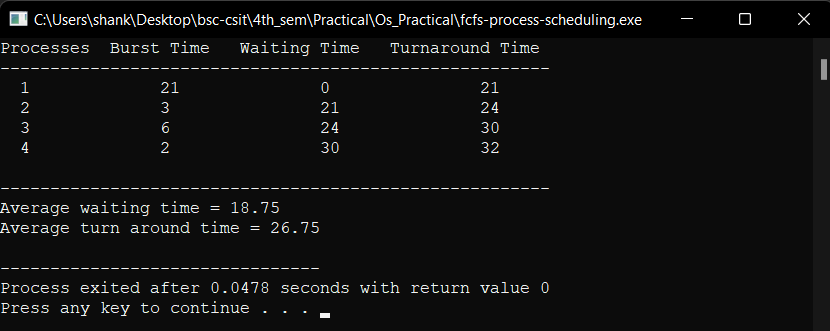 C:\Users\shank\Desktop\bsc-csit\4th_sem\Practical\Os_Practical\fcfs-process-scheduling.exe
Processes  Burst Time   Waiting Time   Turnaround Time
-------------------------------------------------------
  1             21              0               21
  2             3               21              24
  3             6               24              30
  4             2               30              32
-------------------------------------------------------
Average waiting time = 18.75
Average turn around time = 26.75
--------------------------------
Process exited after 0.0478 seconds with return value 0
Press any key to continue . . .